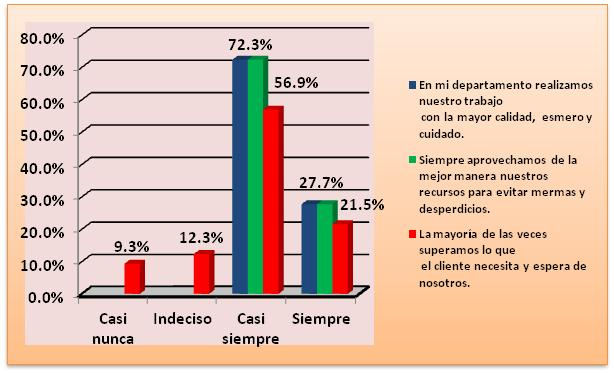 80.0%
70.0%
60.0%
50.0%
40.0%
30.0%
20.0%
10.0%
0.0%
9.3%
12.3%
72.3%
56.9%
27.7%
21.5%
Casi
nunca
Indeciso
Casi
siempre
Siempre
En mi departamento realizamos
nuestro trabajo
con la mayor calidad, esmero y
cuidado.
Siempre aprovechamos de la
mejor manera nuestros
recursos para evitar mermas y
desperdicios.
La mayoría de las veces
superamos lo que
el cliente necesita y espera de
nosotros.